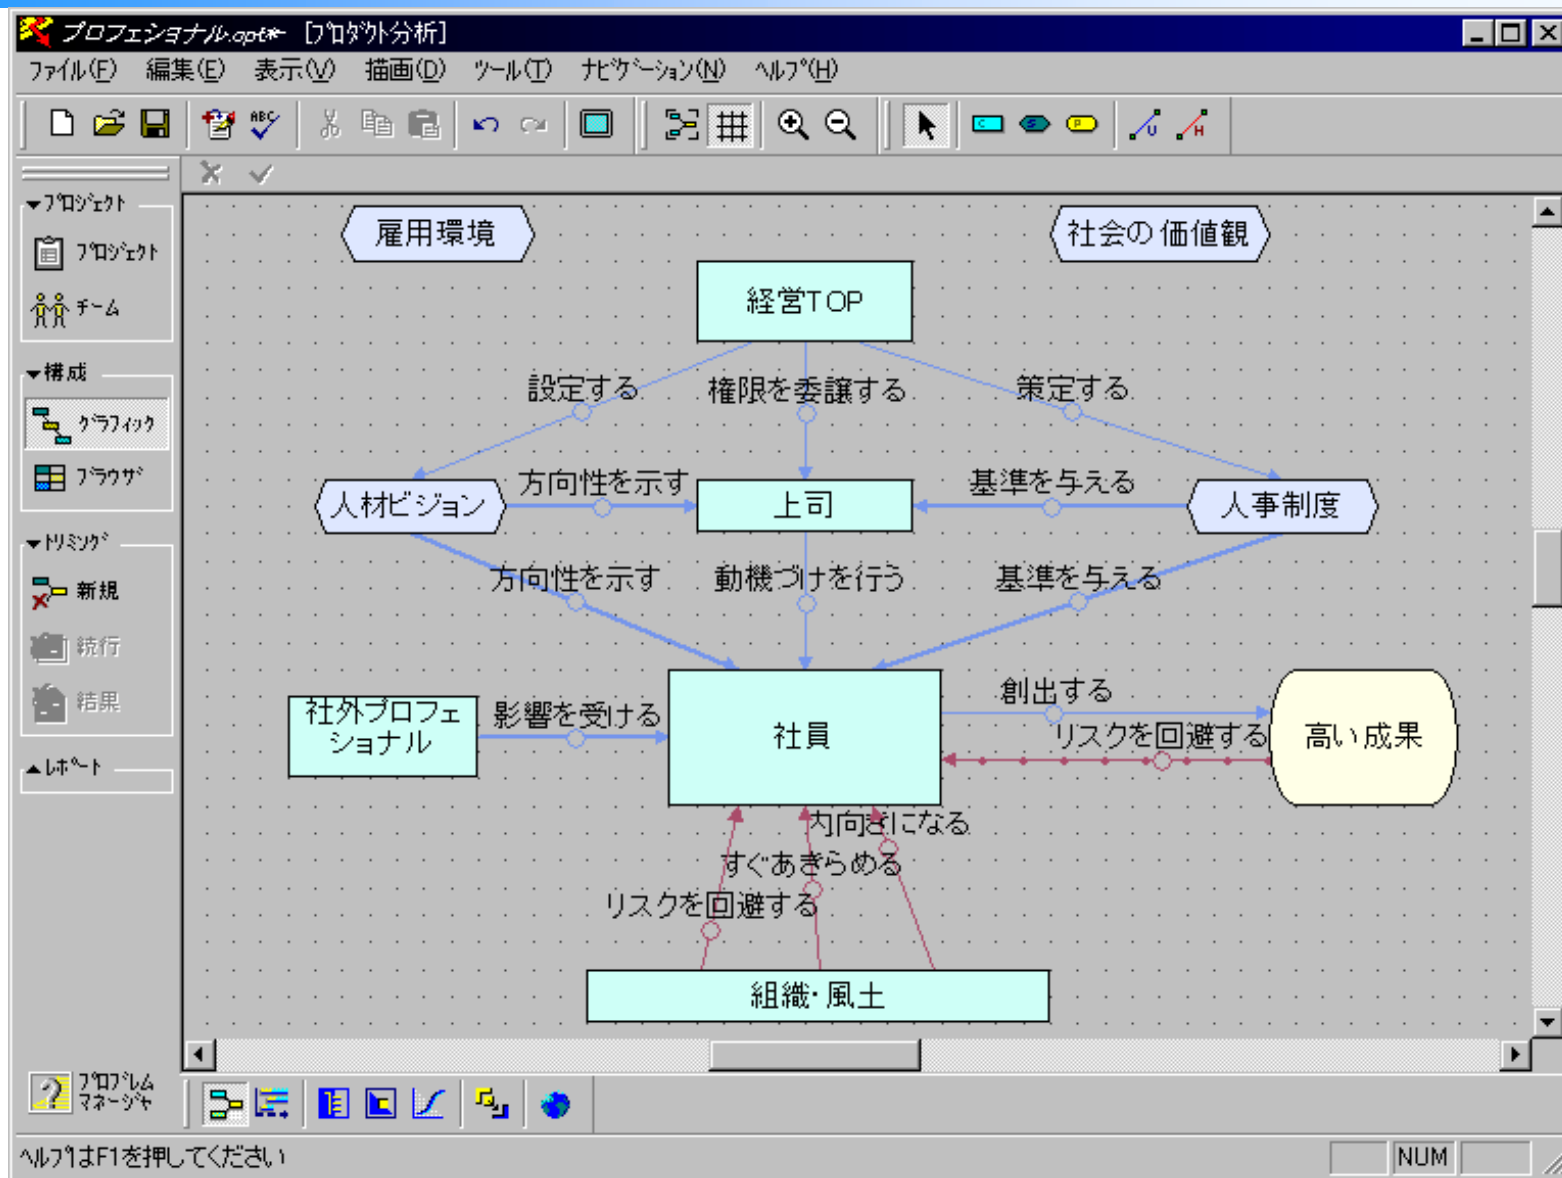 プロフェショナル.opt* [ﾌﾟﾛﾀﾞｸﾄ分析]
ﾌｧｲﾙ(F) 編集(E) 表示(V) 描画(D) ﾂｰﾙ(T) ﾅﾋﾞｹﾞｰｼｮﾝ(N) ﾍﾙﾌﾟ(H)
ABC
C S P U H
▼ﾌﾟﾛｼﾞｪｸﾄ
ﾌﾟﾛｼﾞｪｸﾄ
ﾁｰﾑ
▼構成
ｸﾞﾗﾌｨｯｸ
ﾌﾞﾗｳｻﾞ
▼ﾄﾘﾐﾝｸﾞ
新規
続行
結果
▲ﾚﾎﾟｰﾄ
雇用環境
社会の価値観
経営TOP
設定する
権限を委譲する
策定する
人材ビジョン
方向性を示す
上司
基準を与える
人事制度
方向性を示す
動機づけを行う
基準を与える
社外プロフェ
ショナル
影響を受ける
社員
創出する
リスクを回避する
高い成果
内向きになる
すぐあきらめる
リスクを回避する
組織・風土
ﾌﾟﾛﾌﾞﾚﾑ
ﾏﾈｰｼﾞｬ
ﾍﾙﾌﾟはF1を押してください
NUM